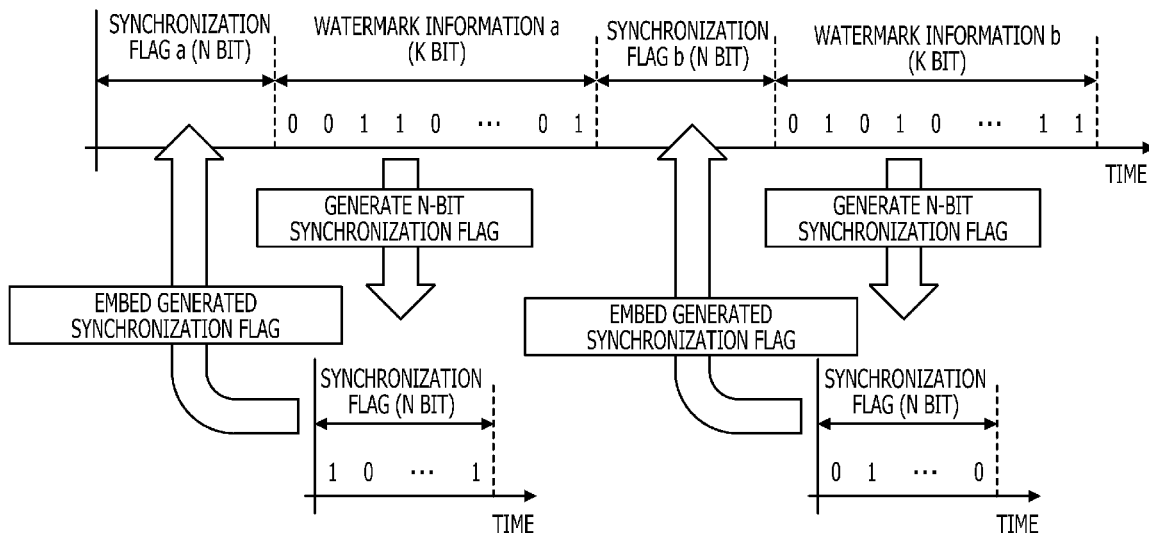 SYNCHRONIZATION
FLAG a (N BIT)
WATERMARK INFORMATION a
(K BIT)
SYNCHRONIZATION
FLAG b (N BIT)
WATERMARK INFORMATION b
(K BIT)
0 0 1 1 0 ... 0 1
0 1 0 1 0 ... 1 1
TIME
GENERATE N-BIT
SYNCHRONIZATION FLAG
GENERATE N-BIT
SYNCHRONIZATION FLAG
EMBED GENERATED
SYNCHRONIZATION FLAG
EMBED GENERATED
SYNCHRONIZATION FLAG
SYNCHRONIZATION
FLAG (N BIT)
SYNCHRONIZATION
FLAG (N BIT)
1 0 ... 1
0 1 ... 0
TIME
TIME